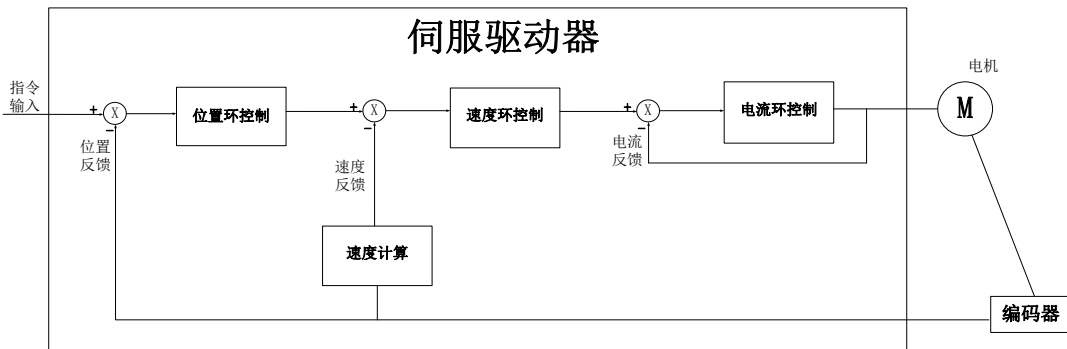 伺服驱动器
电机
指令
输入
+
X
-
位置环控制
+
X
-
速度环控制
+
X
-
电流环控制
M
位置
反馈
速度
反馈
电流
反馈
速度计算
编码器